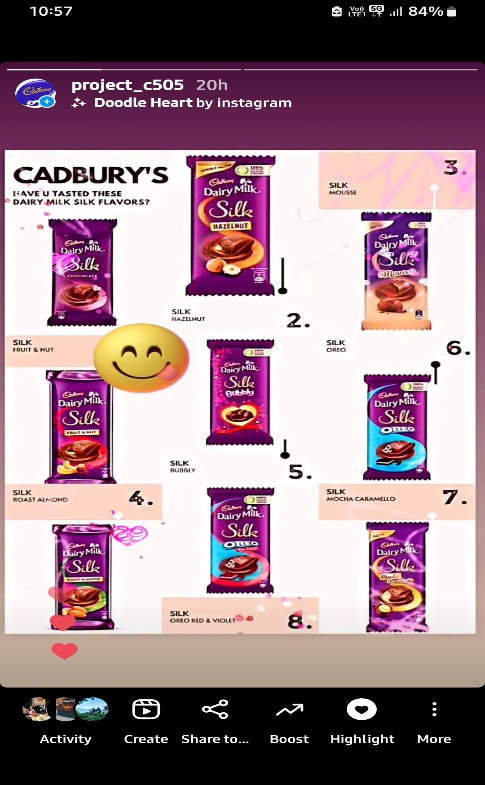 10:57
Vo))
LTE1
5G
84%
project_c505 20h
Doodle Heart by instagram
CADBURY'S
HAVE U TASTED THESE
DAIRY MILK SILK FLAVORS?
Cadbury
Dairy Milk
Silk
CHOCOLATE
Cadbury
Dairy Milk
Silk
HAZELNUT
3.
SILK
MOUSSE
Cadbury
Dairy Milk
Silk
Mousse
SILK
HAZELNUT
2.
SILK
FRUIT & NUT
SILK
OREO
6.
Cadbury
Dairy Milk
Silk
FRUIT & NUT
Cadbury
Dairy Milk
Silk
Bubbly
Cadbury
Dairy Milk
Silk
OREO
SILK
BUBBLY
5.
SILK
ROAST ALMOND
4.
SILK
MOCHA CARAMELLO
7.
Cadbury
Dairy Milk
Silk
ROAST ALMOND
Cadbury
Dairy Milk
Silk
OREO
Cadbury
Dairy Milk
Silk
SILK
OREO RED & VIOLET
8.
Activity
Create
Share to...
Boost
Highlight
More